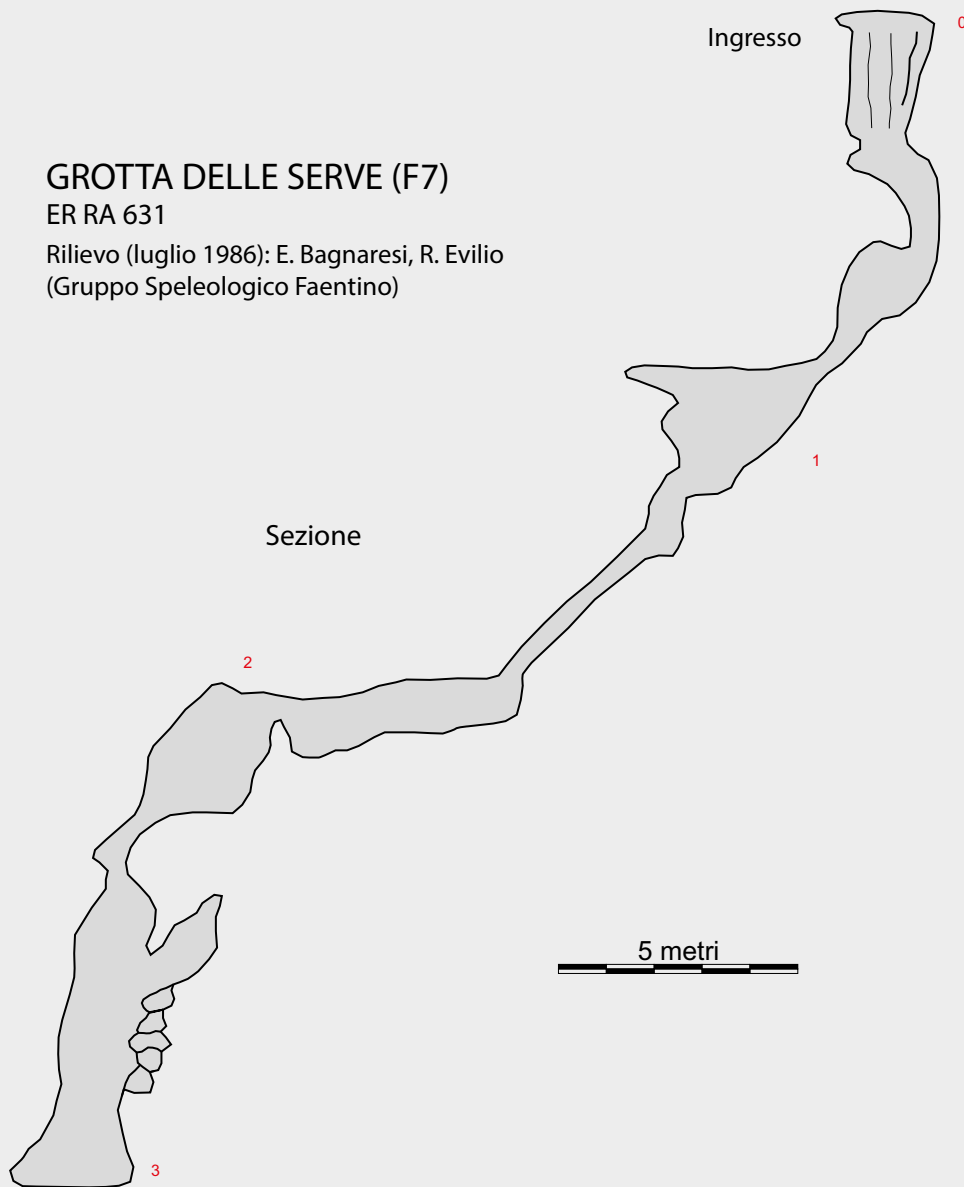 0
Ingresso
GROTTA DELLE SERVE (F7)
ER RA 631
Rilievo (luglio 1986): E. Bagnaresi, R. Evilio
(Gruppo Speleologico Faentino)
1
Sezione
2
5 metri
3